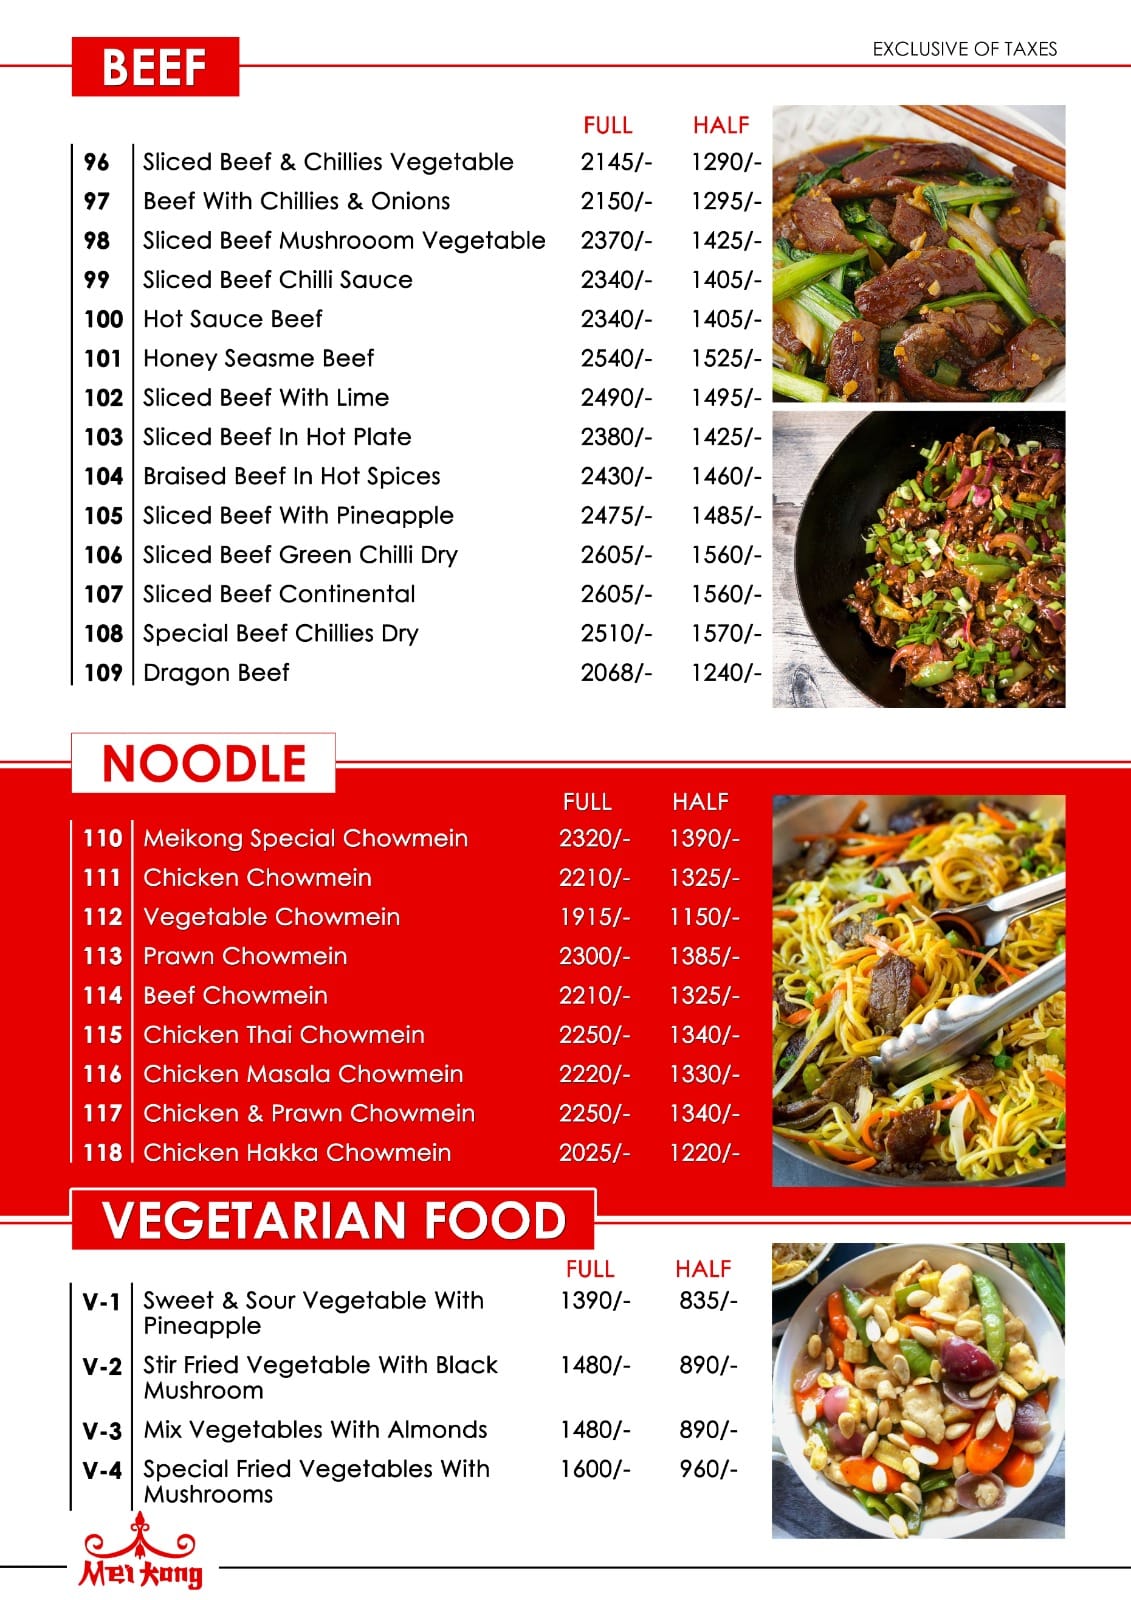 EXCLUSIVE OF TAXES
BEEF
FULL HALF
96 Sliced Beef & Chillies Vegetable 2145/- 1290/-
97 Beef With Chillies & Onions 2150/- 1295/-
98 Sliced Beef Mushrooom Vegetable 2370/- 1425/-
99 Sliced Beef Chilli Sauce 2340/- 1405/-
100 Hot Sauce Beef 2340/- 1405/-
101 Honey Seasme Beef 2540/- 1525/-
102 Sliced Beef With Lime 2490/- 1495/-
103 Sliced Beef In Hot Plate 2380/- 1425/-
104 Braised Beef In Hot Spices 2430/- 1460/-
105 Sliced Beef With Pineapple 2475/- 1485/-
106 Sliced Beef Green Chilli Dry 2605/- 1560/-
107 Sliced Beef Continental 2605/- 1560/-
108 Special Beef Chillies Dry 2510/- 1570/-
109 Dragon Beef 2068/- 1240/-
NOODLE
FULL HALF
110 Meikong Special Chowmein 2320/- 1390/-
111 Chicken Chowmein 2210/- 1325/-
112 Vegetable Chowmein 1915/- 1150/-
113 Prawn Chowmein 2300/- 1385/-
114 Beef Chowmein 2210/- 1325/-
115 Chicken Thai Chowmein 2250/- 1340/-
116 Chicken Masala Chowmein 2220/- 1330/-
117 Chicken & Prawn Chowmein 2250/- 1340/-
118 Chicken Hakka Chowmein 2025/- 1220/-
VEGETARIAN FOOD
FULL HALF
V-1 Sweet & Sour Vegetable With 1390/- 835/-
Pineapple
V-2 Stir Fried Vegetable With Black 1480/- 890/-
Mushroom
V-3 Mix Vegetables With Almonds 1480/- 890/-
V-4 Special Fried Vegetables With 1600/- 960/-
Mushrooms
Mei kong